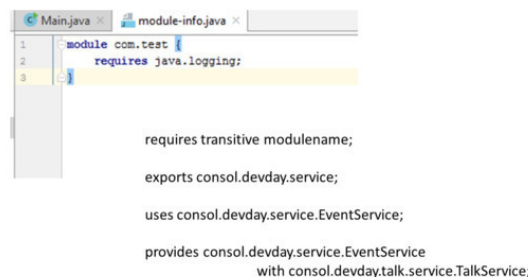 Main.java × module-info.java ×
1 module com.test {
2 requires java.logging;
3 }
requires transitive modulename;
exports consol.devday.service;
uses consol.devday.service.EventService;
provides consol.devday.service.EventService
with consol.devday.talk.service.TalkService;